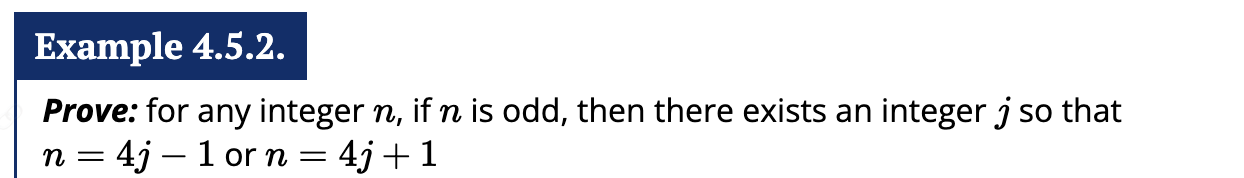 Example 4.5.2.
Prove: for any integer n, if n is odd, then there exists an integer j so that
n = 4j − 1 or n = 4j + 1